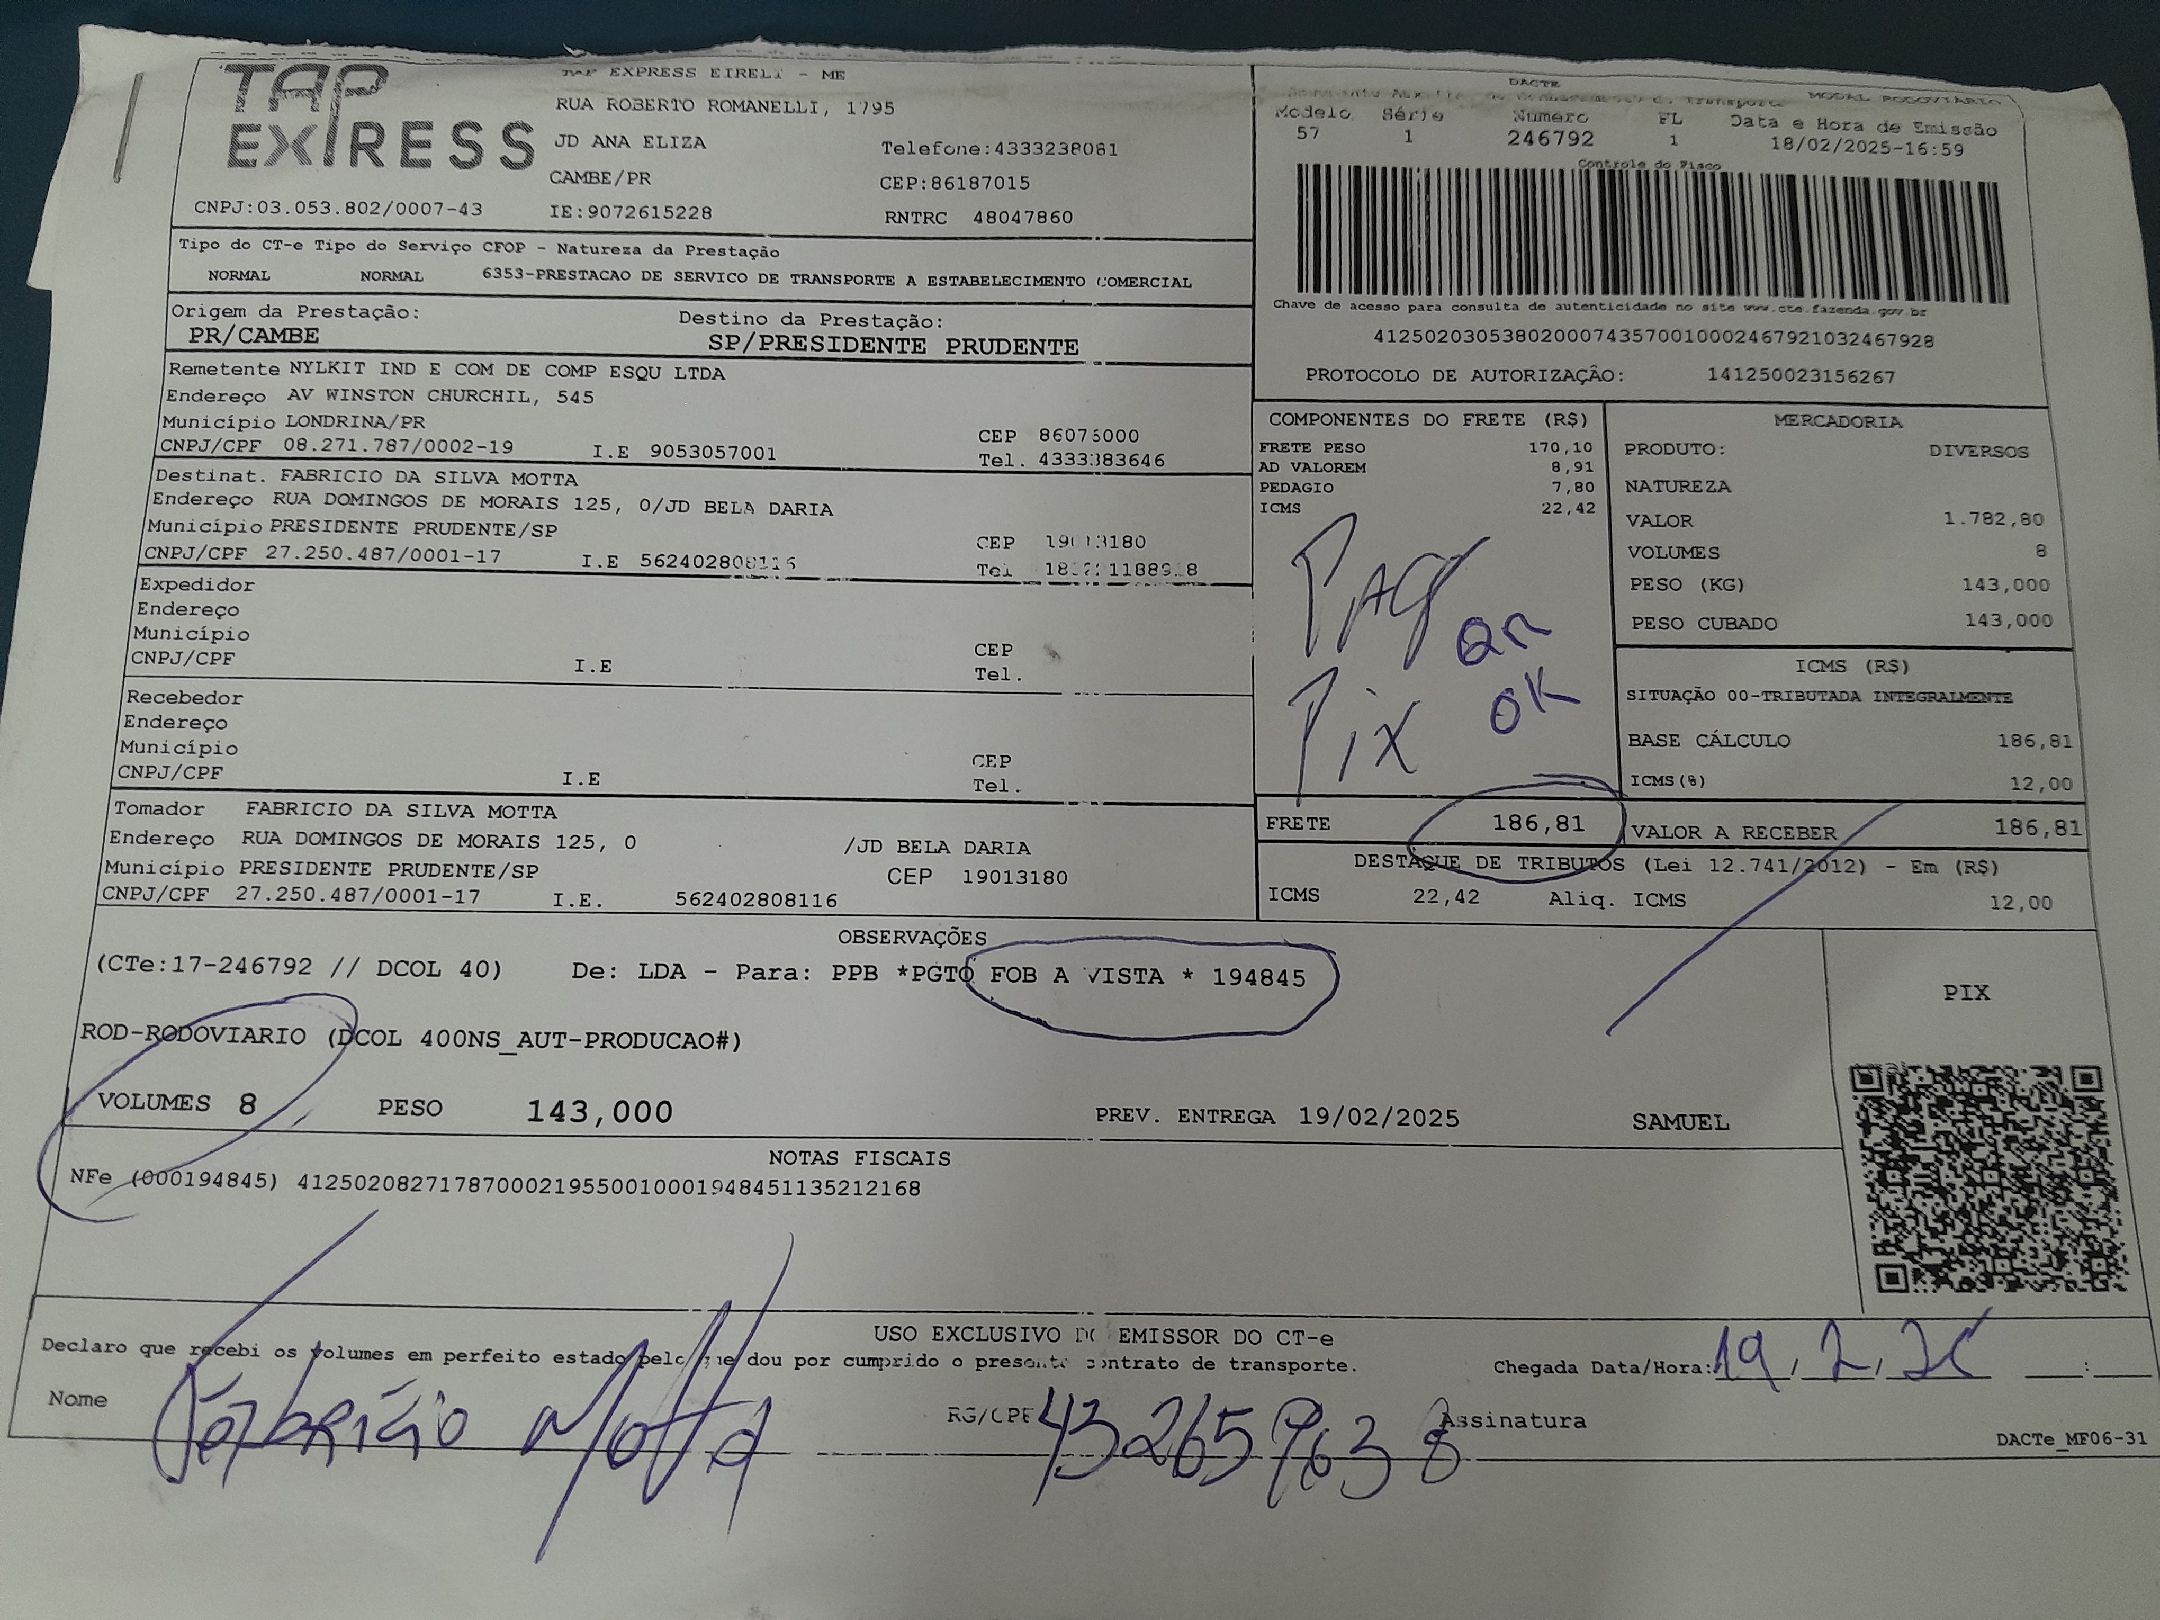 TAP
EXPRESS
TAP EXPRESS EIRELI - ME
RUA ROBERTO ROMANELLI, 1795
JD ANA ELIZA Telefone:4333238081
CAMBE/PR CEP:86187015
CNPJ:03.053.802/0007-43 IE:9072615228 RNTRC 48047860
DACTE
MODAL RODOVIARIO
Modelo Série Numero FL Data e Hora de Emissão
57 1 246792 1 18/02/2025-16:59
Controle do Fisco
Chave de acesso para consulta de autenticidade no site www.cte.fazenda.gov.br
41250203053802000743570010002467921032467928
PROTOCOLO DE AUTORIZAÇÃO: 141250023156267
Tipo do CT-e Tipo do Serviço CFOP - Natureza da Prestação
NORMAL NORMAL 6353-PRESTACAO DE SERVICO DE TRANSPORTE A ESTABELECIMENTO COMERCIAL
Origem da Prestação: Destino da Prestação:
PR/CAMBE SP/PRESIDENTE PRUDENTE
Remetente NYLKIT IND E COM DE COMP ESQU LTDA
Endereço AV WINSTON CHURCHIL, 545
Município LONDRINA/PR CEP 86076000
CNPJ/CPF 08.271.787/0002-19 I.E 9053057001 Tel. 4333383646
Destinat. FABRICIO DA SILVA MOTTA
Endereço RUA DOMINGOS DE MORAIS 125, 0/JD BELA DARIA
Município PRESIDENTE PRUDENTE/SP CEP 19013180
CNPJ/CPF 27.250.487/0001-17 I.E 562402808116 Tel
Expedidor
Endereço
Município CEP
CNPJ/CPF I.E Tel.
Recebedor
Endereço
Município CEP
CNPJ/CPF I.E Tel.
Tomador FABRICIO DA SILVA MOTTA
Endereço RUA DOMINGOS DE MORAIS 125, 0 /JD BELA DARIA
Município PRESIDENTE PRUDENTE/SP CEP 19013180
CNPJ/CPF 27.250.487/0001-17 I.E. 562402808116
COMPONENTES DO FRETE (R$)
FRETE PESO 170,10
AD VALOREM 8,91
PEDAGIO 7,80
ICMS 22,42
QR
Pix OK
MERCADORIA
PRODUTO: DIVERSOS
NATUREZA
VALOR 1.782,80
VOLUMES 8
PESO (KG) 143,000
PESO CUBADO 143,000
ICMS (R$)
SITUAÇÃO 00-TRIBUTADA INTEGRALMENTE
BASE CÁLCULO 186,81
ICMS(%) 12,00
FRETE 186,81 VALOR A RECEBER 186,81
DESTAQUE DE TRIBUTOS (Lei 12.741/2012) - Em (R$)
ICMS 22,42 Aliq. ICMS 12,00
OBSERVAÇÕES
(CTe:17-246792 // DCOL 40) De: LDA - Para: PPB *PGTO FOB A VISTA * 194845
PIX
ROD-RODOVIARIO (DCOL 400NS_AUT-PRODUCAO#)
VOLUMES 8 PESO 143,000 PREV. ENTREGA 19/02/2025 SAMUEL
NOTAS FISCAIS
NFe (000194845) 41250208271787000219550010001948451135212168
USO EXCLUSIVO DO EMISSOR DO CT-e
Declaro que recebi os volumes em perfeito estado pelo que dou por cumprido o presente contrato de transporte. Chegada Data/Hora: 19, 2, 25 :
Nome Fabrício Motta RG/CPF 432659638 Assinatura
DACTe_MF06-31